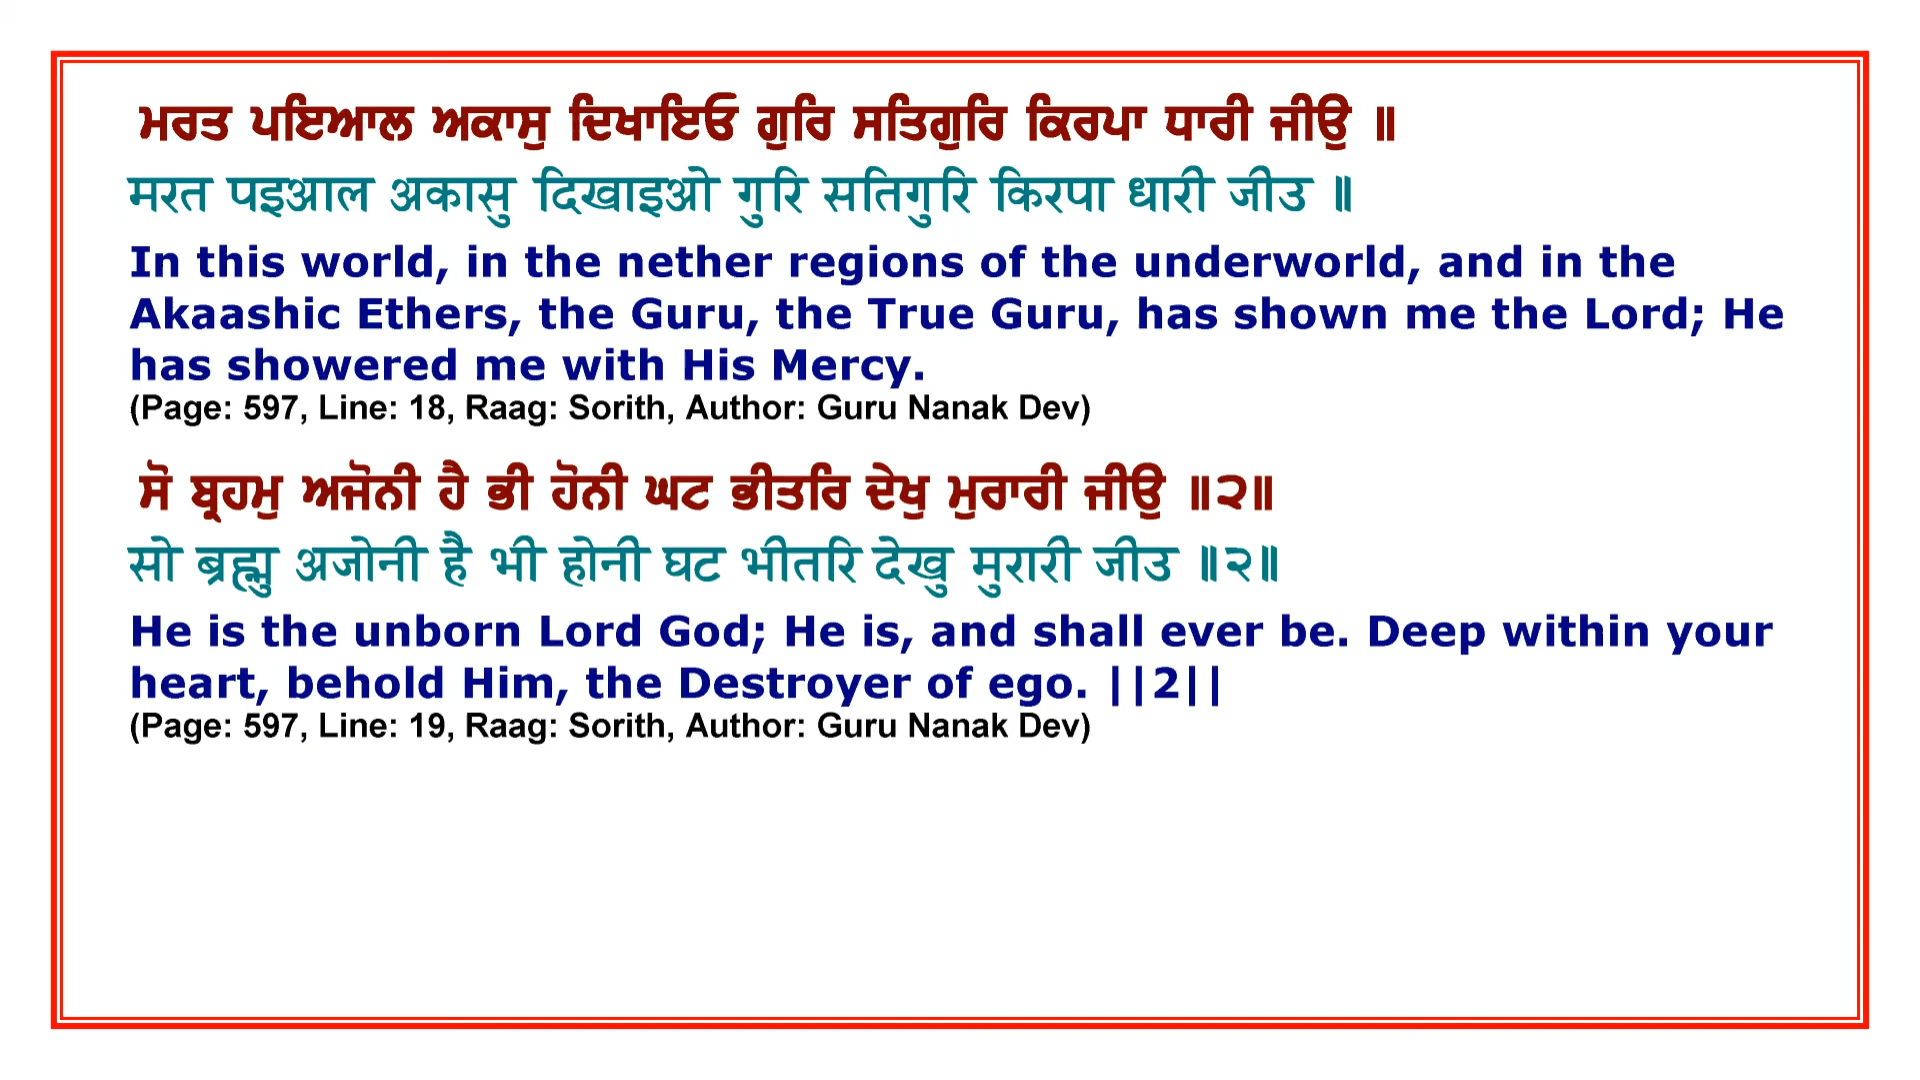 ਮਰਤ ਪਇਆਲ ਅਕਾਸੁ ਦਿਖਾਇਓ ਗੁਰਿ ਸਤਿਗੁਰਿ ਕਿਰਪਾ ਧਾਰੀ ਜੀਉ ॥
मरत पइआल अकासु दिखाइओ गुरि सतिगुरि किरपा धारी जीउ ॥
In this world, in the nether regions of the underworld, and in the
Akaashic Ethers, the Guru, the True Guru, has shown me the Lord; He
has showered me with His Mercy.
(Page: 597, Line: 18, Raag: Sorith, Author: Guru Nanak Dev)
ਸੋ ਬ੍ਰਹਮੁ ਅਜੋਨੀ ਹੈ ਭੀ ਹੋਨੀ ਘਟ ਭੀਤਰਿ ਦੇਖੁ ਮੁਰਾਰੀ ਜੀਉ ॥੨॥
सो ब्रह्मु अजोनी है भी होनी घट भीतरि देखु मुरारी जीउ ॥२॥
He is the unborn Lord God; He is, and shall ever be. Deep within your
heart, behold Him, the Destroyer of ego. ||2||
(Page: 597, Line: 19, Raag: Sorith, Author: Guru Nanak Dev)